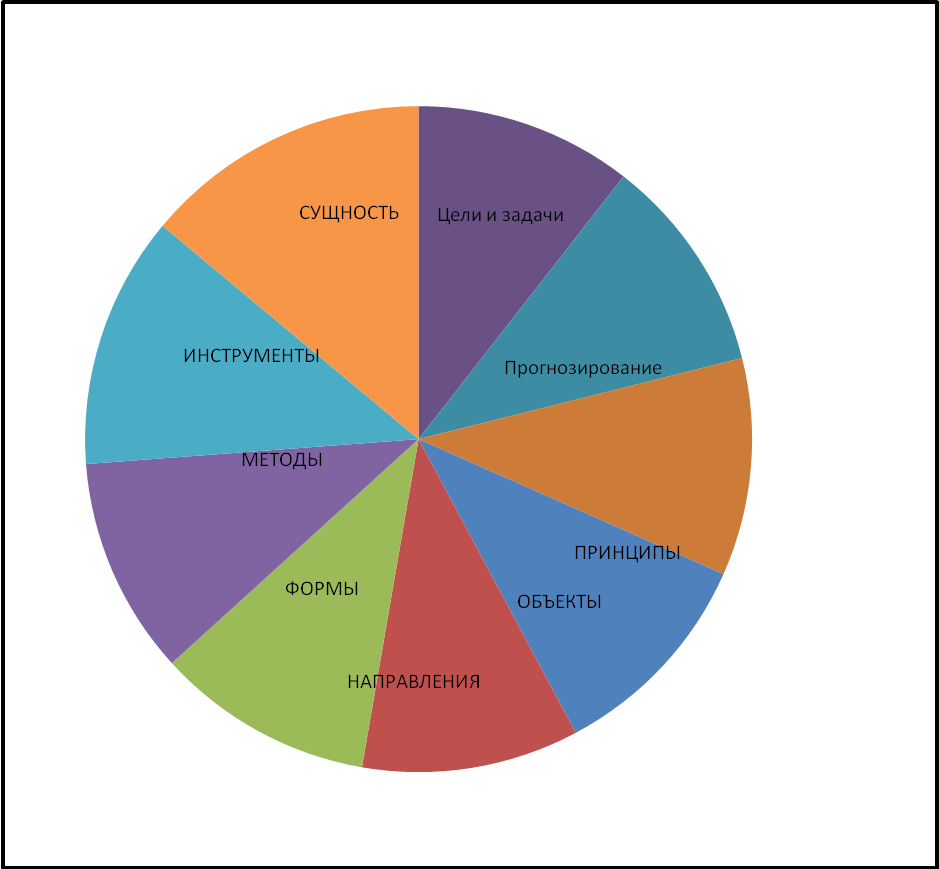 СУЩНОСТЬ
Цели и задачи
ИНСТРУМЕНТЫ
Прогнозирование
МЕТОДЫ
ПРИНЦИПЫ
ФОРМЫ
ОБЪЕКТЫ
НАПРАВЛЕНИЯ